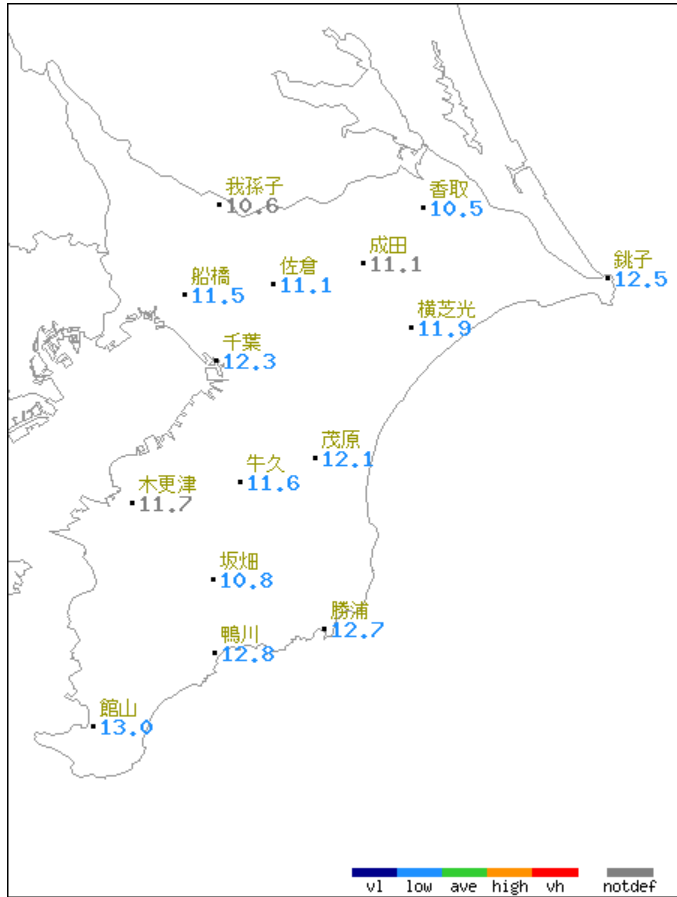 我孫子
10.6
香取
10.5
成田
11.1
銚子
12.5
佐倉
11.1
船橋
11.5
横芝光
11.9
千葉
12.3
茂原
12.1
牛久
11.6
木更津
11.7
坂畑
10.8
勝浦
12.7
鴨川
12.8
館山
13.0
vl low ave high vh notdef